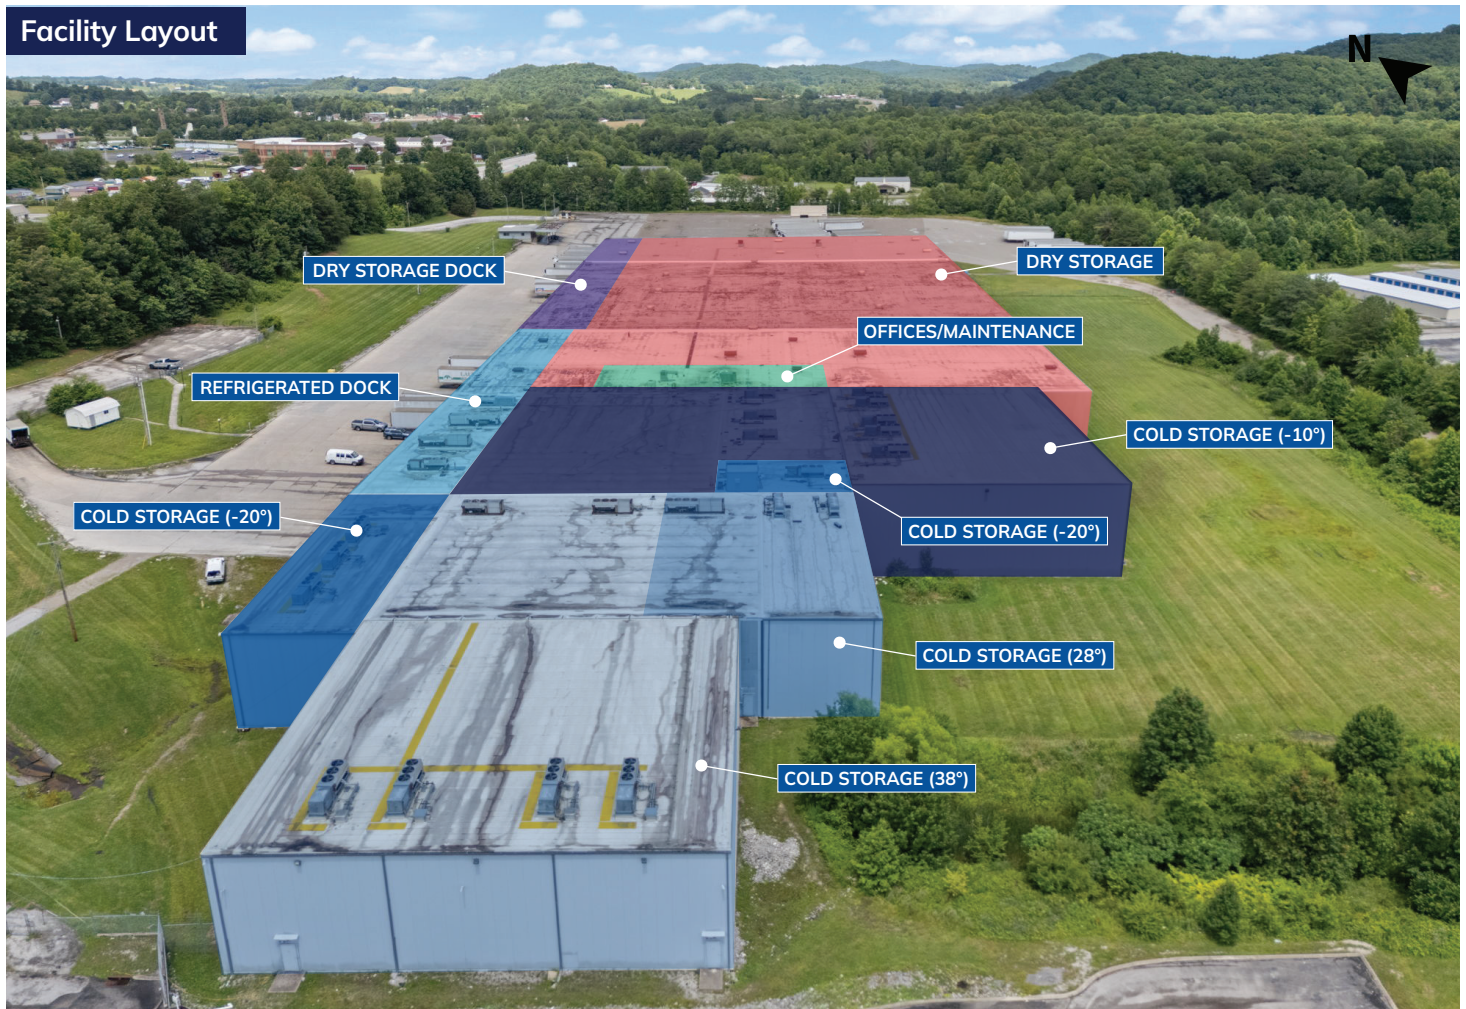 Facility Layout
N
DRY STORAGE DOCK
DRY STORAGE
OFFICES/MAINTENANCE
REFRIGERATED DOCK
COLD STORAGE (-10°)
COLD STORAGE (-20°)
COLD STORAGE (-20°)
COLD STORAGE (28°)
COLD STORAGE (38°)